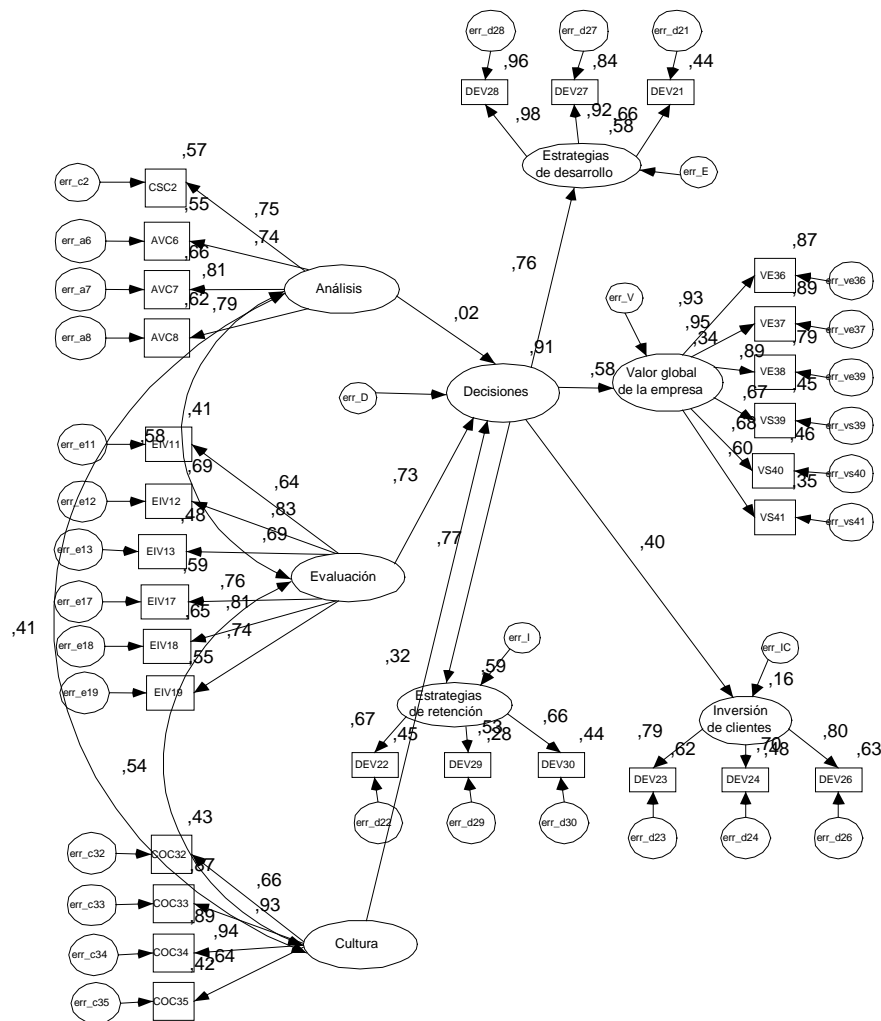 err_d28
err_d27
err_d21
,96
,84
,44
DEV28
DEV27
DEV21
,98
,92
,66
,58
Estrategias
de desarrollo
err_E
,57
err_c2
CSC2
,55
,75
err_a6
AVC6
,74
,66
err_a7
AVC7
,81
,62
,79
err_a8
AVC8
Análisis
,02
,76
,91
err_D
Decisiones
,58
err_V
,34
Valor global
de la empresa
,87
VE36
err_ve36
,93
,89
VE37
err_ve37
,95
,79
VE38
err_ve39
,89
,45
VS39
err_vs39
,67
,46
VS40
err_vs40
,68
,35
VS41
err_vs41
,60
,41
,58
err_e11
EIV11
,64
,69
err_e12
EIV12
,83
,48
err_e13
EIV13
,69
,59
err_e17
EIV17
,76
,65
err_e18
EIV18
,81
,55
err_e19
EIV19
,74
Evaluación
,73
,77
,40
,41
,32
,54
err_I
,59
Estrategias
de retención
,67
,45
,53
,28
,66
,44
DEV22
DEV29
DEV30
err_d22
err_d29
err_d30
err_IC
,16
Inversión
de clientes
,79
,62
,70
,48
,80
,63
DEV23
DEV24
DEV26
err_d23
err_d24
err_d26
,43
err_c32
COC32
,66
,87
err_c33
COC33
,93
,89
err_c34
COC34
,94
,42
,64
err_c35
COC35
Cultura